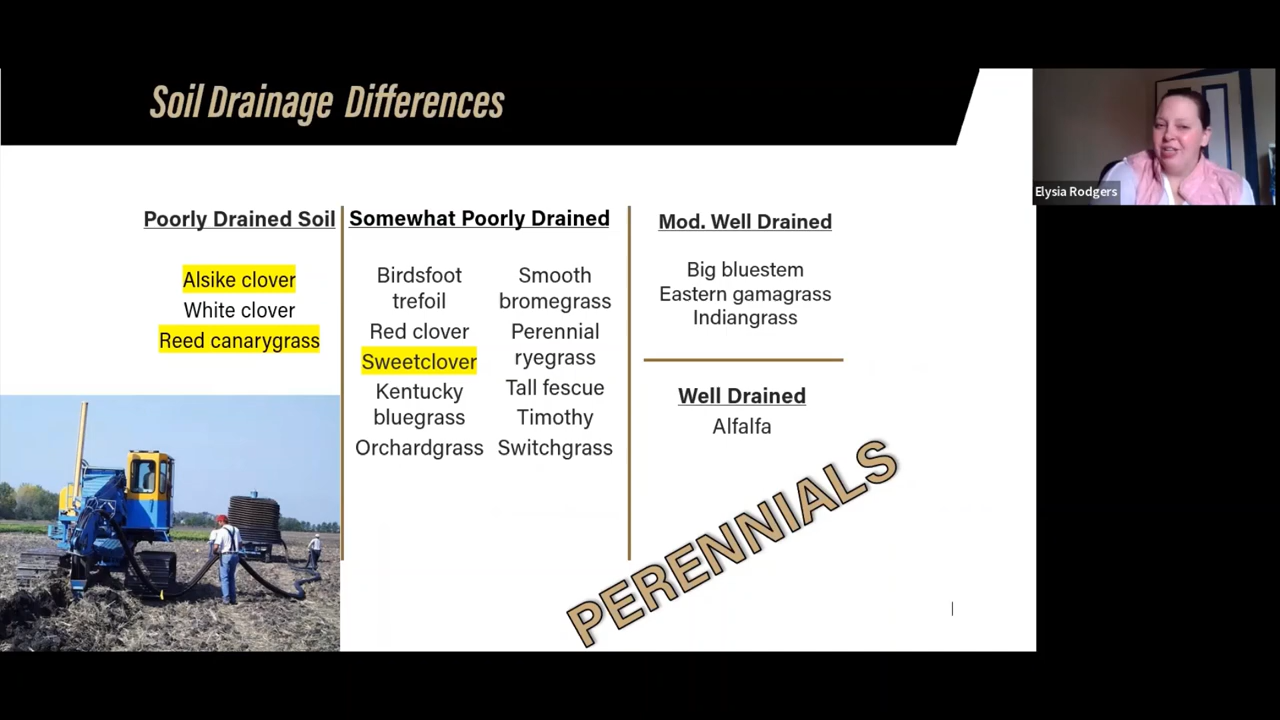 Soil Drainage Differences
Elysia Rodgers
Poorly Drained Soil
Alsike clover
White clover
Reed canarygrass
Somewhat Poorly Drained
Birdsfoot
trefoil
Red clover
Sweetclover
Kentucky
bluegrass
Orchardgrass
Smooth
bromegrass
Perennial
ryegrass
Tall fescue
Timothy
Switchgrass
Mod. Well Drained
Big bluestem
Eastern gamagrass
Indiangrass
Well Drained
Alfalfa
PERENNIALS